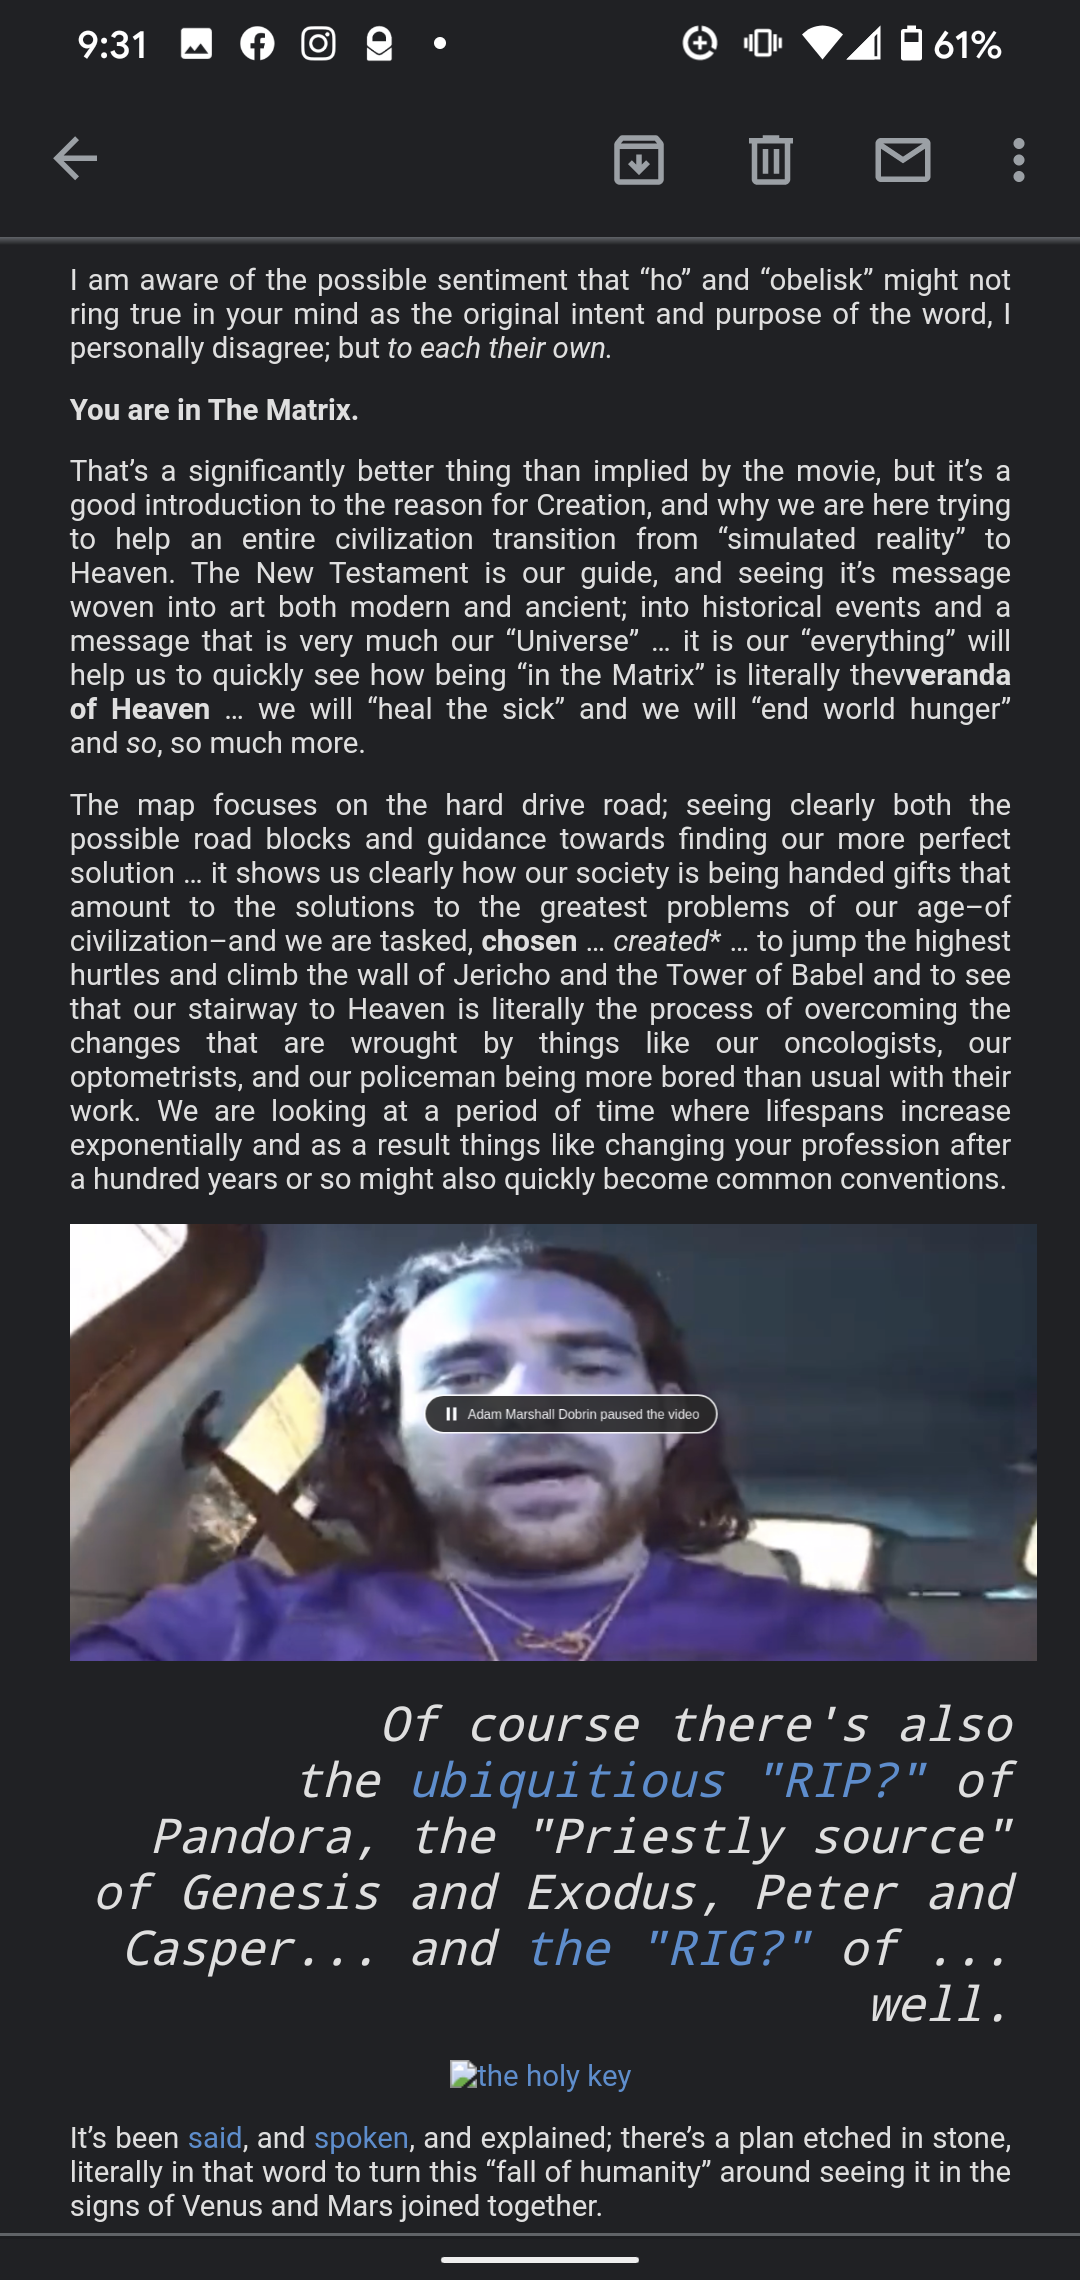 9:31
61%
I am aware of the possible sentiment that “ho” and “obelisk” might not
ring true in your mind as the original intent and purpose of the word, I
personally disagree; but to each their own.
You are in The Matrix.
That’s a significantly better thing than implied by the movie, but it’s a
good introduction to the reason for Creation, and why we are here trying
to help an entire civilization transition from “simulated reality” to
Heaven. The New Testament is our guide, and seeing it’s message
woven into art both modern and ancient; into historical events and a
message that is very much our “Universe” … it is our “everything” will
help us to quickly see how being “in the Matrix” is literally thevveranda
of Heaven … we will “heal the sick” and we will “end world hunger”
and so, so much more.
The map focuses on the hard drive road; seeing clearly both the
possible road blocks and guidance towards finding our more perfect
solution … it shows us clearly how our society is being handed gifts that
amount to the solutions to the greatest problems of our age–of
civilization–and we are tasked, chosen … created* … to jump the highest
hurtles and climb the wall of Jericho and the Tower of Babel and to see
that our stairway to Heaven is literally the process of overcoming the
changes that are wrought by things like our oncologists, our
optometrists, and our policeman being more bored than usual with their
work. We are looking at a period of time where lifespans increase
exponentially and as a result things like changing your profession after
a hundred years or so might also quickly become common conventions.
Adam Marshall Dobrin paused the video
Of course there's also
the ubiquitious "RIP?" of
Pandora, the "Priestly source"
of Genesis and Exodus, Peter and
Casper... and the "RIG?" of ...
well.
the holy key
It’s been said, and spoken, and explained; there’s a plan etched in stone,
literally in that word to turn this “fall of humanity” around seeing it in the
signs of Venus and Mars joined together.